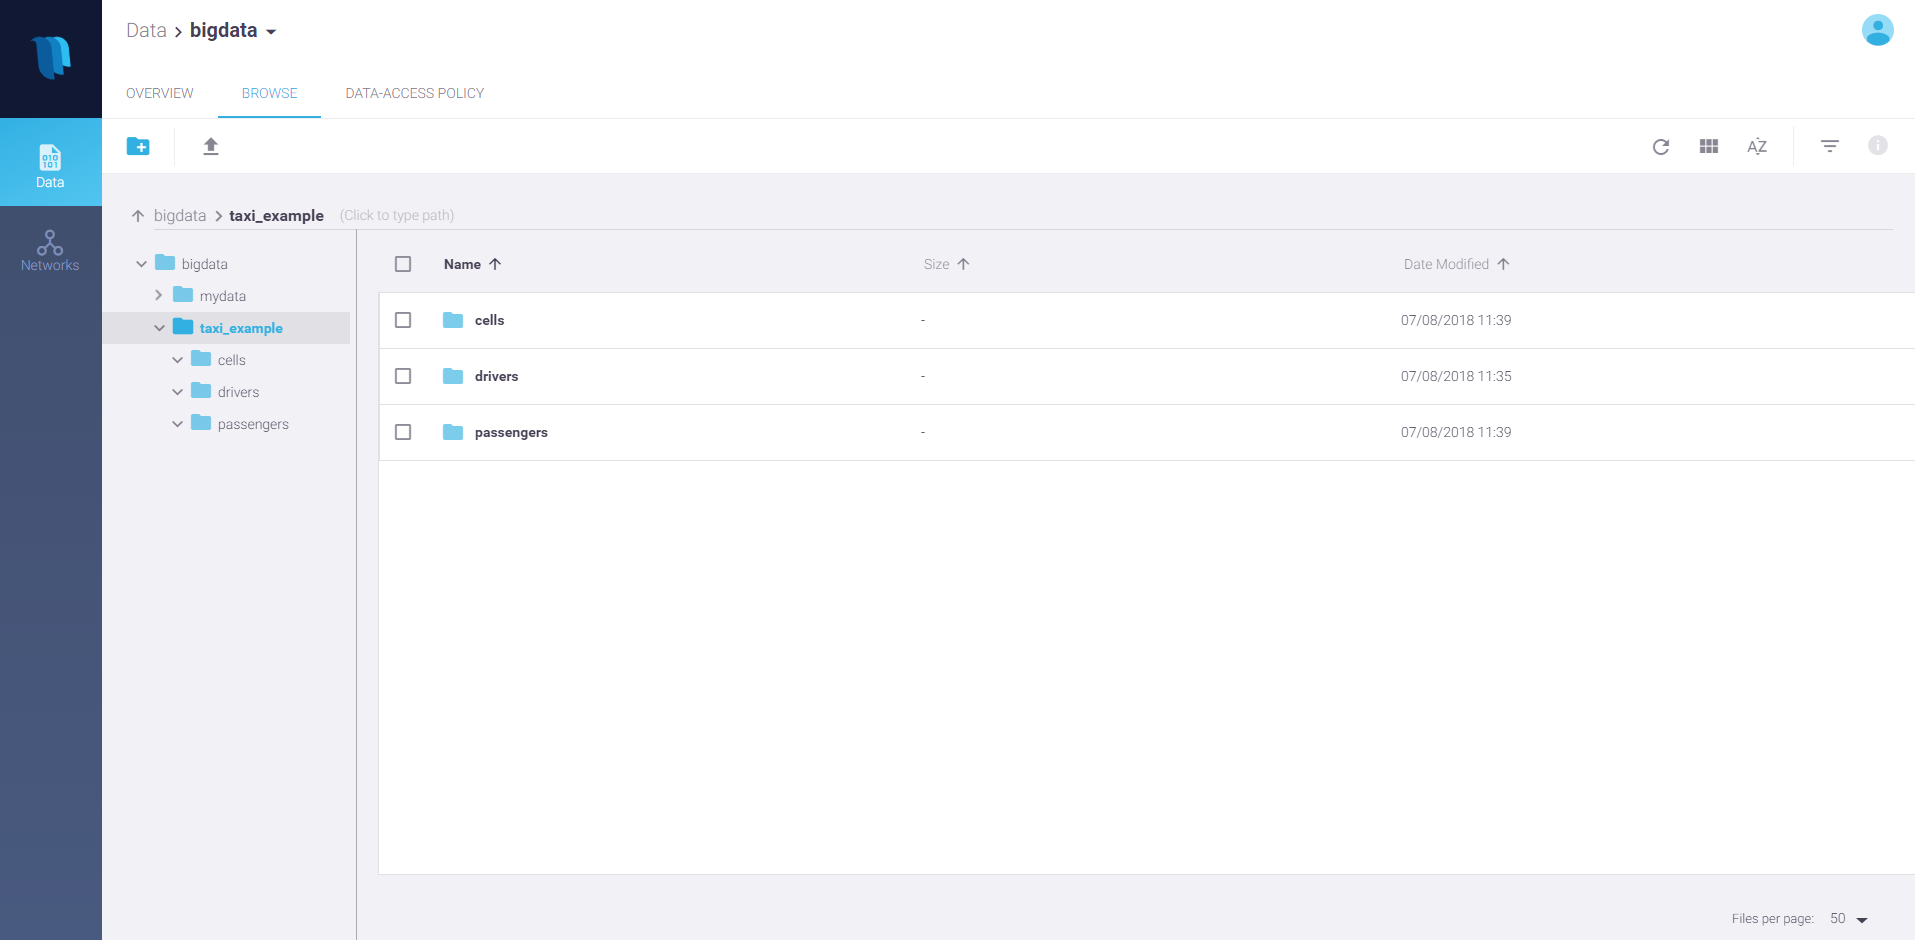 Data > bigdata
OVERVIEW BROWSE DATA-ACCESS POLICY
AZ
010
101
Data
Networks
bigdata > taxi_example (Click to type path)
bigdata
mydata
taxi_example
cells
drivers
passengers
Name Size Date Modified
cells - 07/08/2018 11:39
drivers - 07/08/2018 11:35
passengers - 07/08/2018 11:39
Files per page: 50